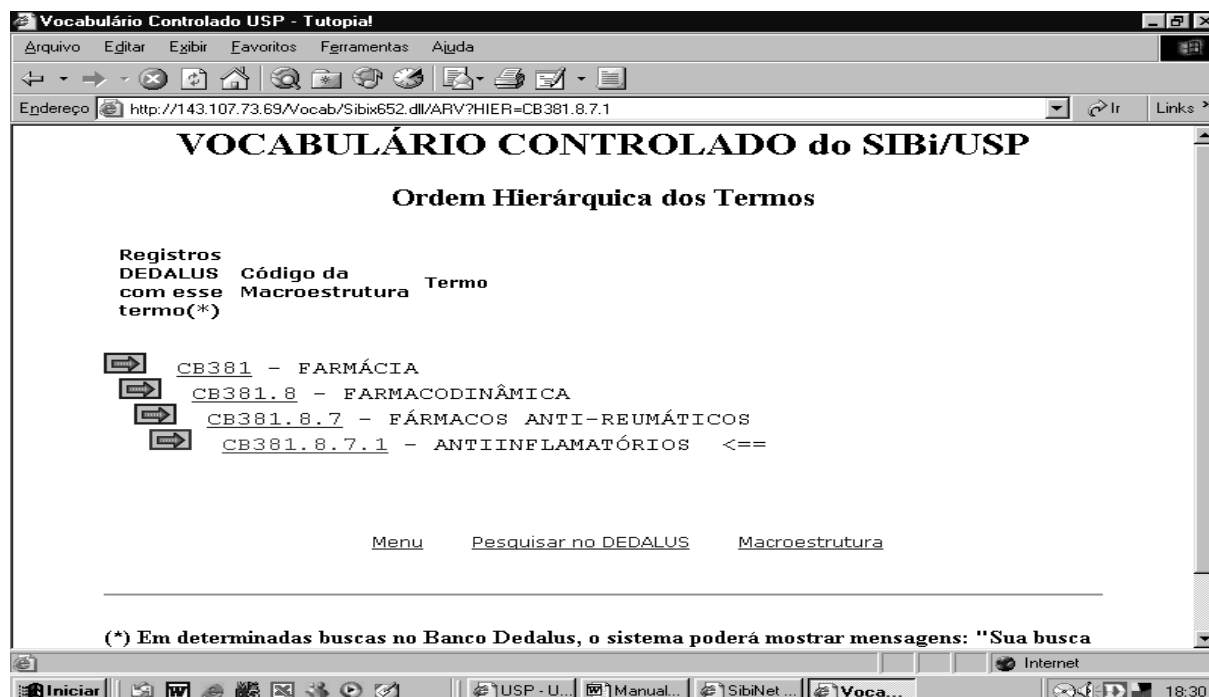 Vocabulário Controlado USP - Tutopia!
Arquivo Editar Exibir Favoritos Ferramentas Ajuda
Endereço http://143.107.73.69/Vocab/Sibix652.dll/ARV?HIER=CB381.8.7.1 Ir Links »
VOCABULÁRIO CONTROLADO do SIBi/USP
Ordem Hierárquica dos Termos
Registros
DEDALUS Código da
com esse Macroestrutura Termo
termo(*)
CB381 - FARMÁCIA
CB381.8 - FARMACODINÂMICA
CB381.8.7 - FÁRMACOS ANTI-REUMÁTICOS
CB381.8.7.1 - ANTIINFLAMATÓRIOS <==
Menu Pesquisar no DEDALUS Macroestrutura
(*) Em determinadas buscas no Banco Dedalus, o sistema poderá mostrar mensagens: "Sua busca
Internet
Iniciar USP - U... Manual... SibiNet ... Voca... 18:30